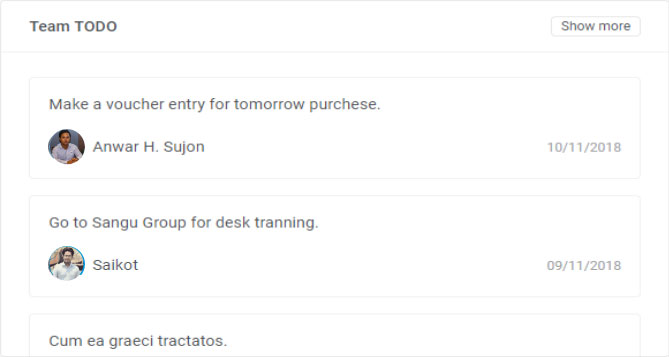 Team TODO
Show more
Make a voucher entry for tomorrow purchese.
Anwar H. Sujon
10/11/2018
Go to Sangu Group for desk tranning.
Saikot
09/11/2018
Cum ea graeci tractatos.